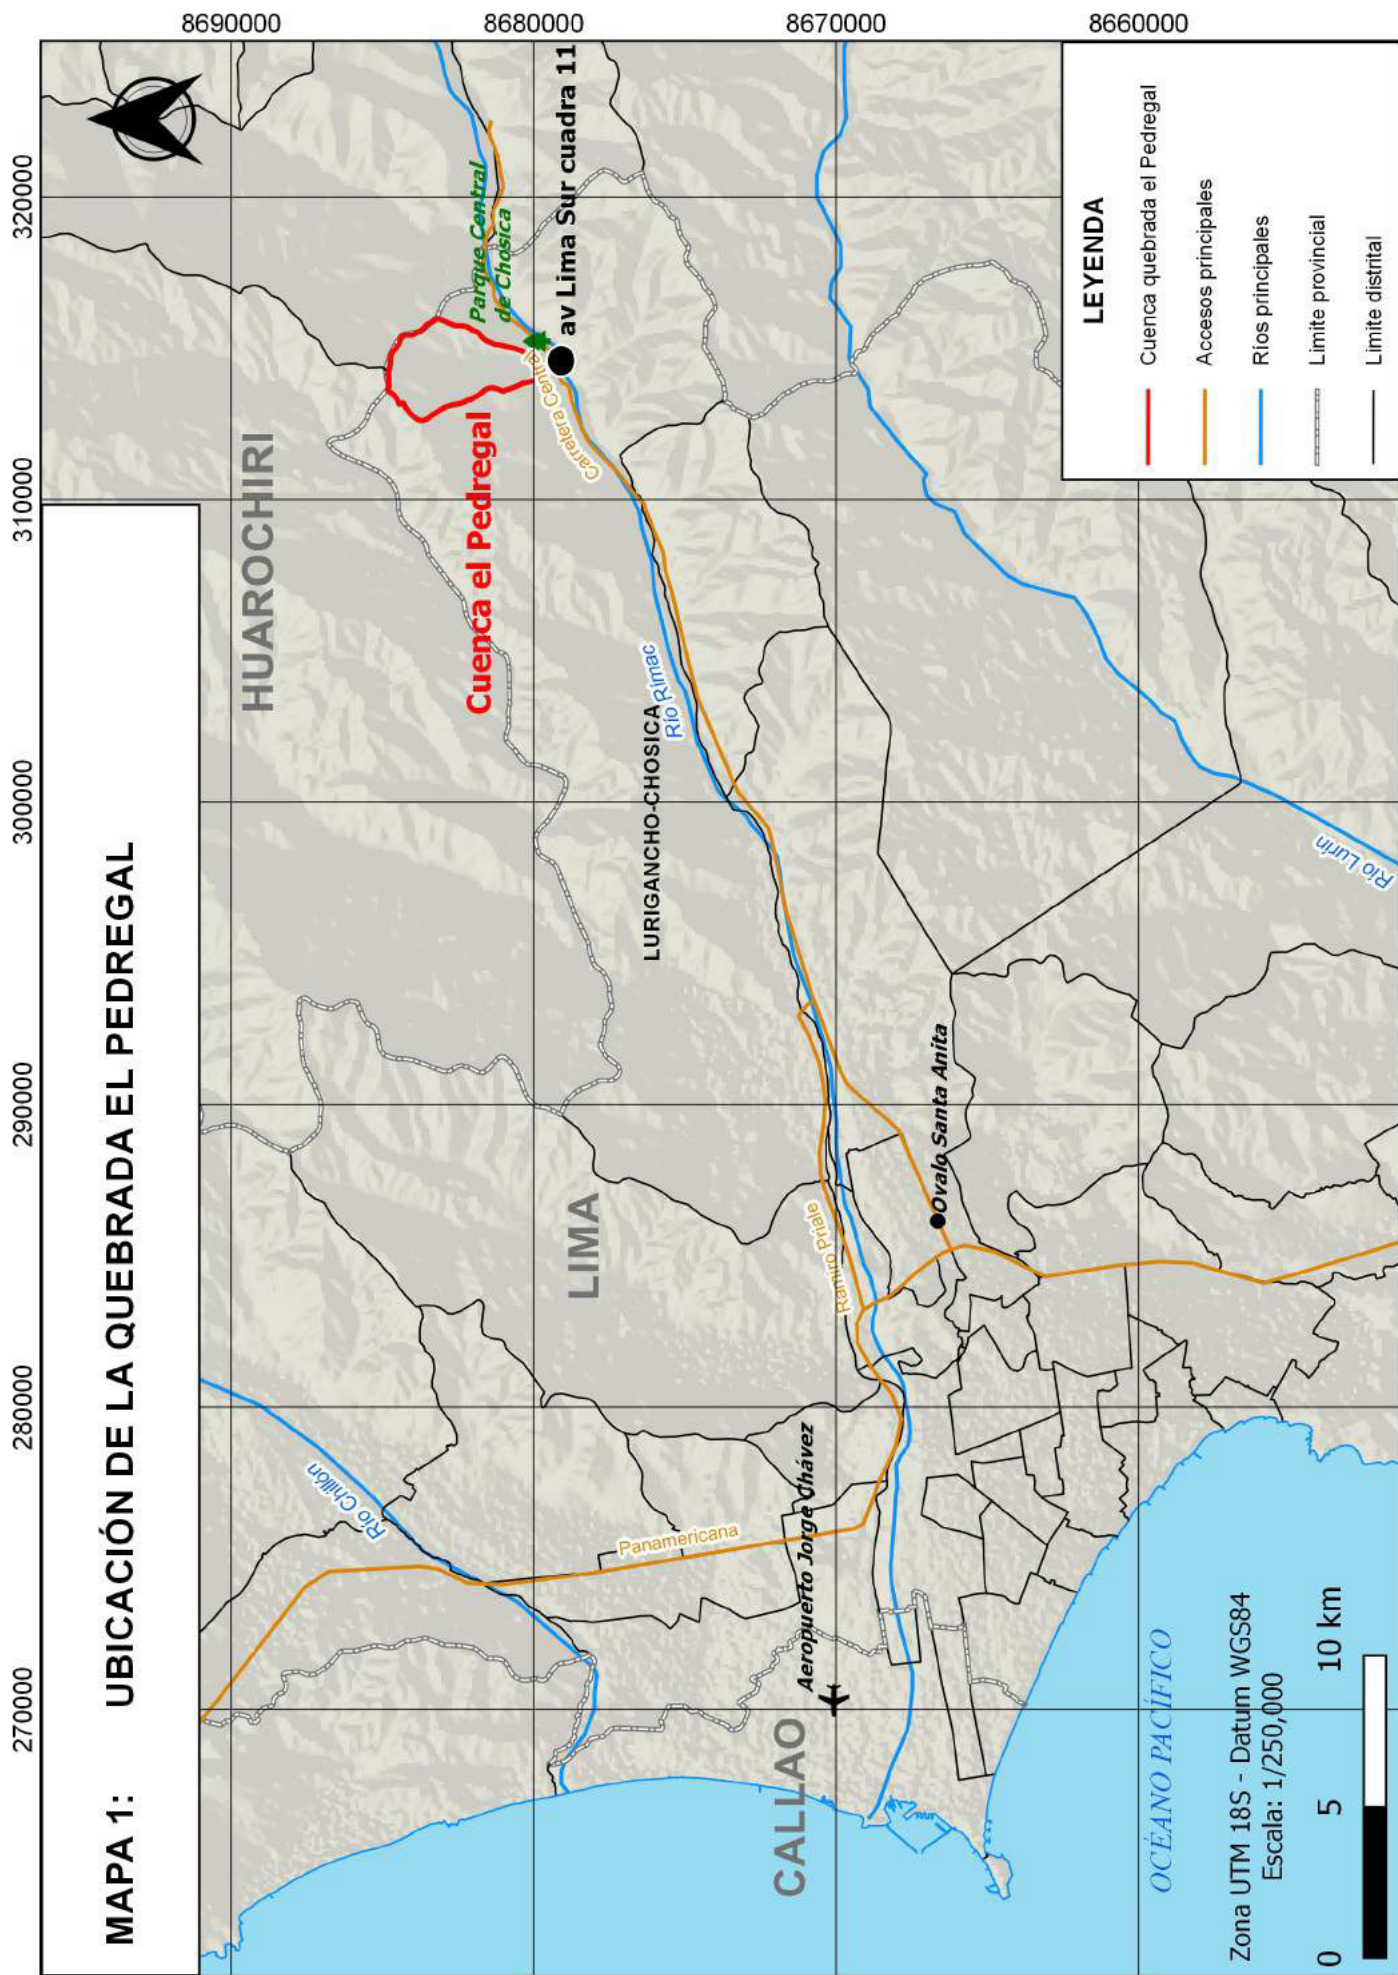 MAPA 1: UBICACIÓN DE LA QUEBRADA EL PEDREGAL
270000
280000
290000
300000
310000
320000
8690000
8680000
8670000
8660000
HUAROCHIRI
Río Chillón
Cuenca el Pedregal
Parque Central
de Chosica
Carretera Central
av Lima Sur cuadra 11
LIMA
LURIGANCHO-CHOSICA
Río Rímac
Panamericana
Ramiro Priale
Aeropuerto Jorge Chávez
CALLAO
Ovalo Santa Anita
Río Lurín
OCÉANO PACÍFICO
Zona UTM 18S - Datum WGS84
Escala: 1/250,000
0 5 10 km
LEYENDA
Cuenca quebrada el Pedregal
Accesos principales
Ríos principales
Limite provincial
Limite distrital